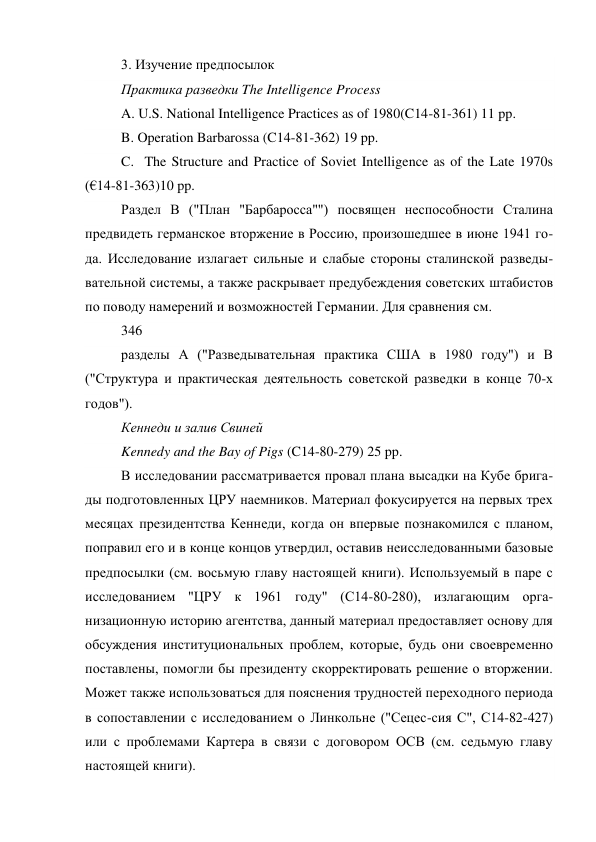 3. Изучение предпосылок
Практика разведки The Intelligence Process
A. U.S. National Intelligence Practices as of 1980(C14-81-361) 11 pp.
B. Operation Barbarossa (C14-81-362) 19 pp.
C. The Structure and Practice of Soviet Intelligence as of the Late 1970s
(€14-81-363)10 pp.
Раздел В ("План "Барбаросса"") посвящен неспособности Сталина
предвидеть германское вторжение в Россию, произошедшее в июне 1941 го-
да. Исследование излагает сильные и слабые стороны сталинской разведы-
вательной системы, а также раскрывает предубеждения советских штабистов
по поводу намерений и возможностей Германии. Для сравнения см.
346
разделы А ("Разведывательная практика США в 1980 году") и В
("Структура и практическая деятельность советской разведки в конце 70-х
годов").
Кеннеди и залив Свиней
Kennedy and the Bay of Pigs (C14-80-279) 25 pp.
В исследовании рассматривается провал плана высадки на Кубе брига-
ды подготовленных ЦРУ наемников. Материал фокусируется на первых трех
месяцах президентства Кеннеди, когда он впервые познакомился с планом,
поправил его и в конце концов утвердил, оставив неисследованными базовые
предпосылки (см. восьмую главу настоящей книги). Используемый в паре с
исследованием "ЦРУ к 1961 году" (С14-80-280), излагающим орга-
низационную историю агентства, данный материал предоставляет основу для
обсуждения институциональных проблем, которые, будь они своевременно
поставлены, помогли бы президенту скорректировать решение о вторжении.
Может также использоваться для пояснения трудностей переходного периода
в сопоставлении с исследованием о Линкольне ("Сецес-сия С", С14-82-427)
или с проблемами Картера в связи с договором ОСВ (см. седьмую главу
настоящей книги).